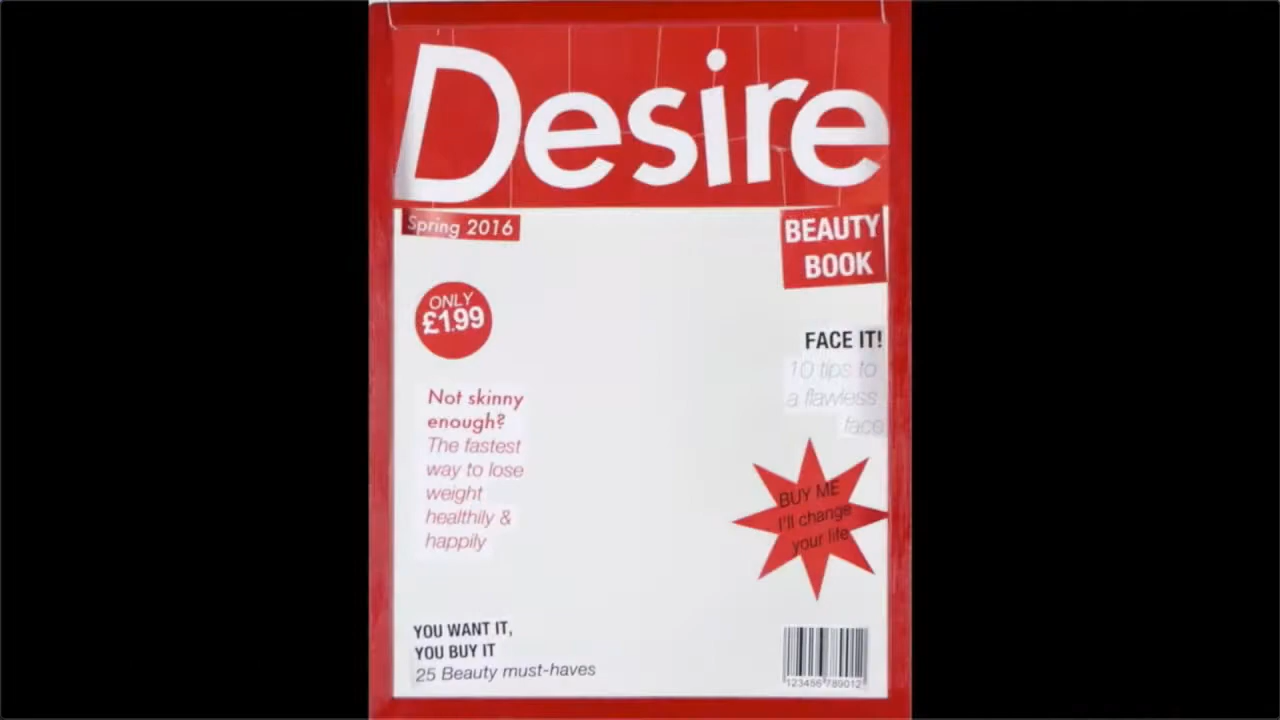 Desire
Spring 2016
BEAUTY
BOOK
ONLY
£1.99
FACE IT!
10 tips to
a flawless
face
Not skinny
enough?
The fastest
way to lose
weight
healthily &
happily
BUY ME
I'll change
your life
YOU WANT IT,
YOU BUY IT
25 Beauty must-haves
123456 789012